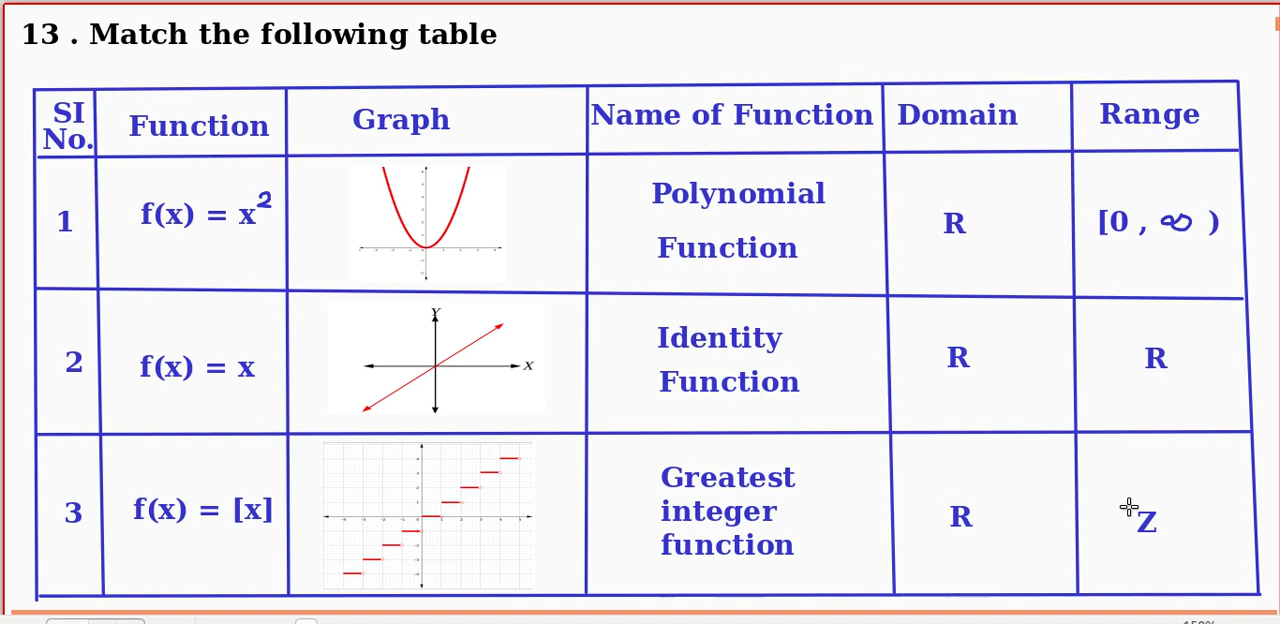 13 . Match the following table
SI No. Function Graph Name of Function Domain Range
1 f(x) = x² Polynomial Function R [0 , ∞ )
2 f(x) = x Y X Identity Function R R
3 f(x) = [x] Greatest integer function R Z